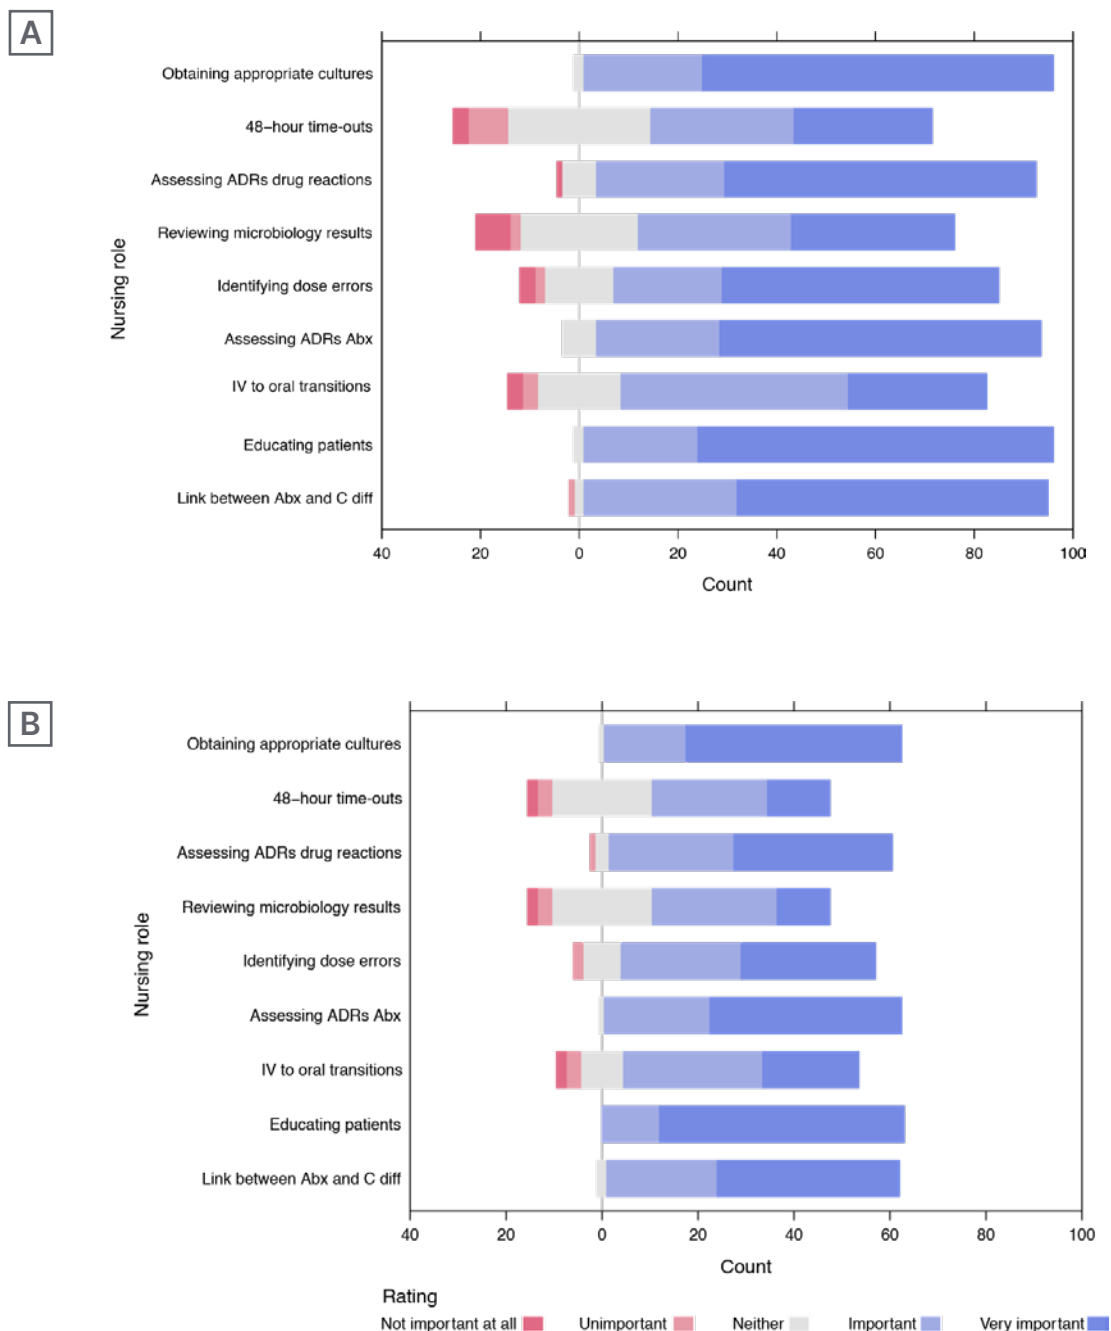 A
Obtaining appropriate cultures
48–hour time-outs
Assessing ADRs drug reactions
Reviewing microbiology results
Identifying dose errors
Assessing ADRs Abx
IV to oral transitions
Educating patients
Link between Abx and C diff
Nursing role
40 20 0 20 40 60 80 100
Count
B
Obtaining appropriate cultures
48–hour time-outs
Assessing ADRs drug reactions
Reviewing microbiology results
Identifying dose errors
Assessing ADRs Abx
IV to oral transitions
Educating patients
Link between Abx and C diff
Nursing role
40 20 0 20 40 60 80 100
Count
Rating
Not important at all Unimportant Neither Important Very important